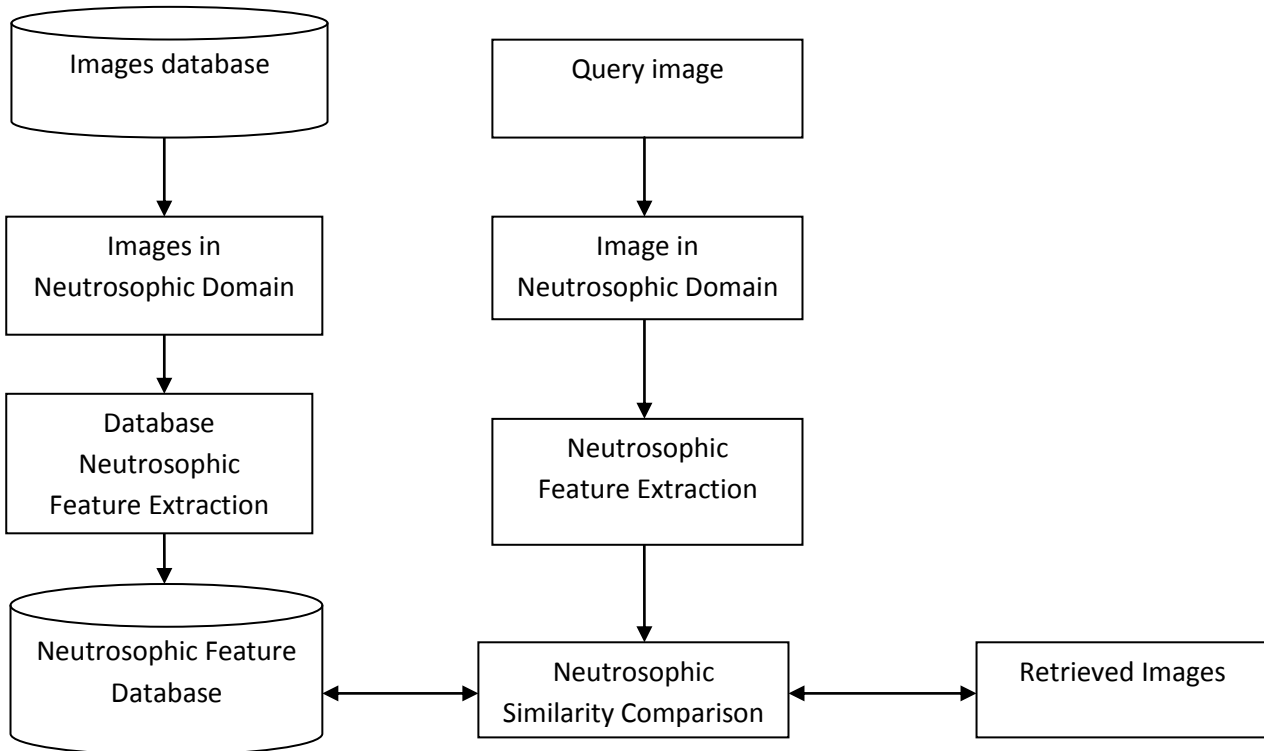 Images database
Query image
Images in
Neutrosophic Domain
Image in
Neutrosophic Domain
Database
Neutrosophic
Feature Extraction
Neutrosophic
Feature Extraction
Neutrosophic Feature
Database
Neutrosophic
Similarity Comparison
Retrieved Images